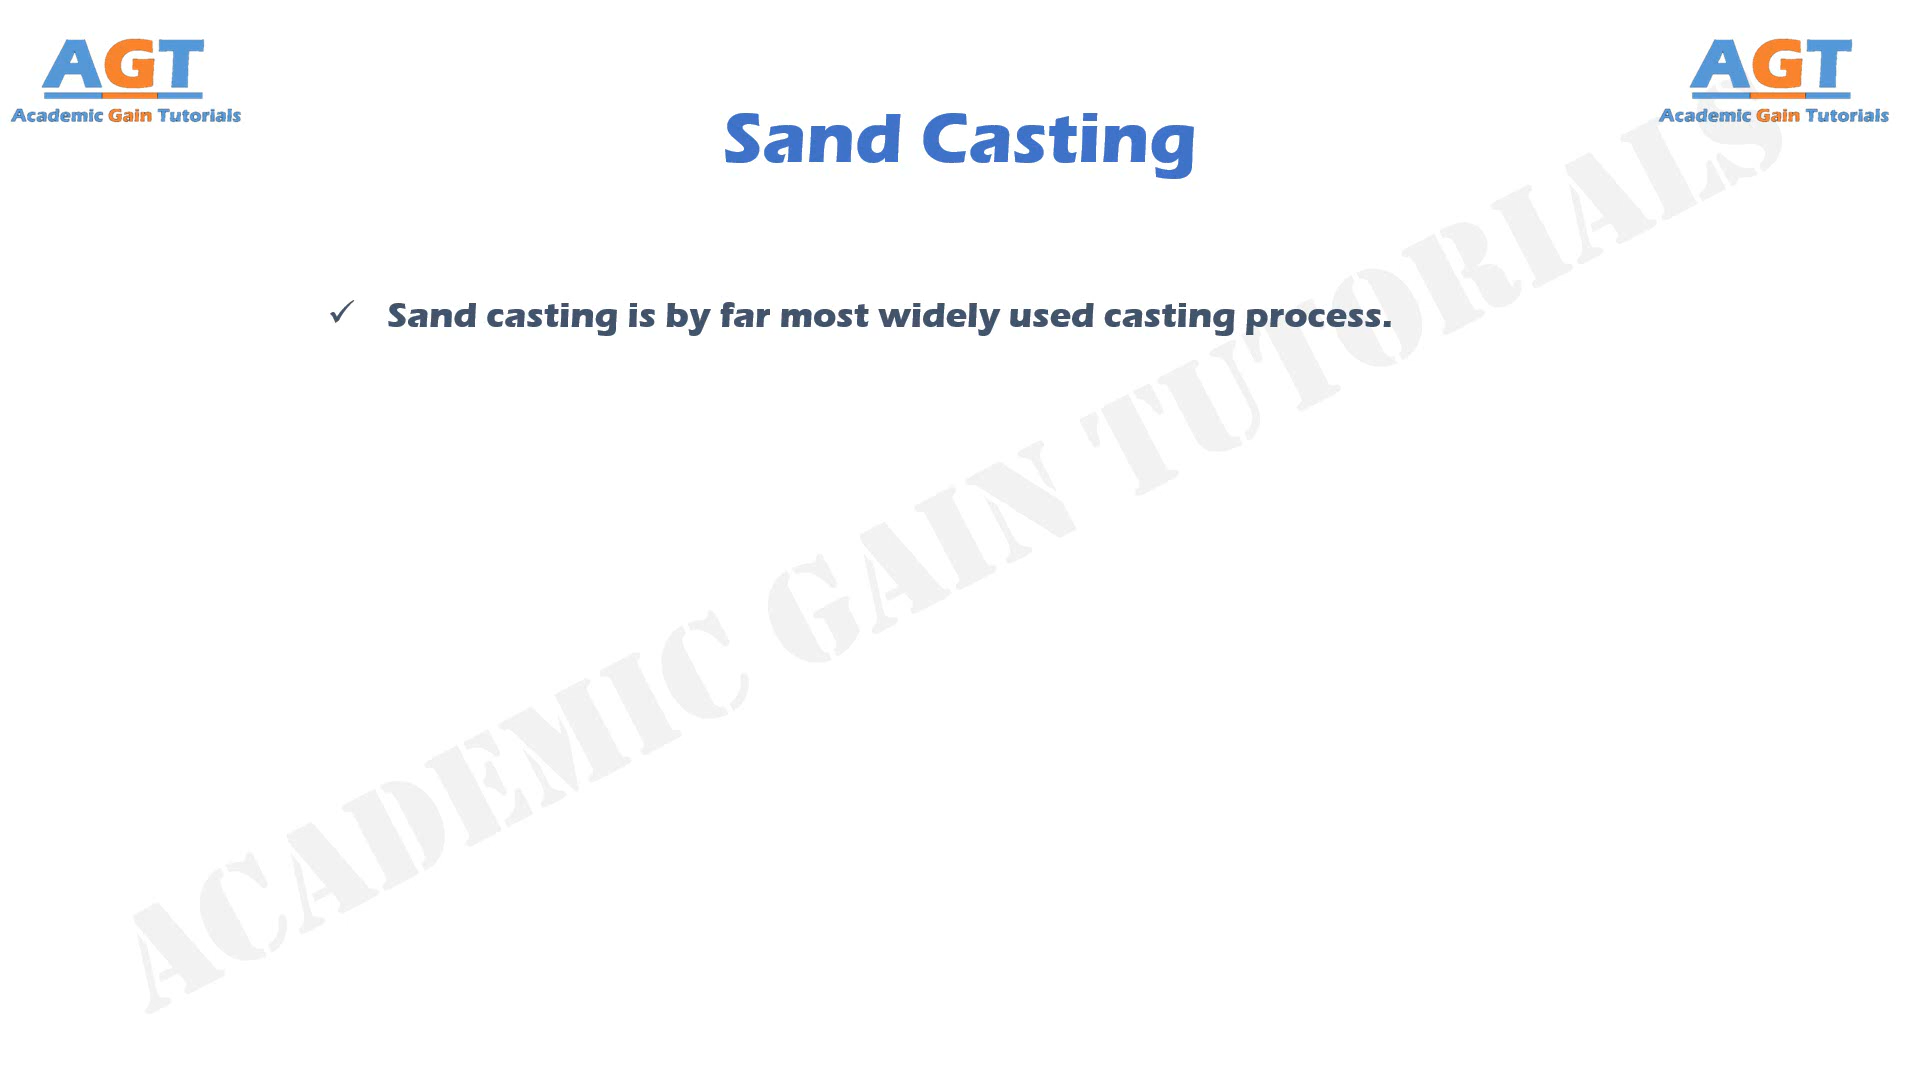 AGT
Academic Gain Tutorials
AGT
Academic Gain Tutorials
Sand Casting
✓ Sand casting is by far most widely used casting process.
ACADEMIC GAIN TUTORIALS